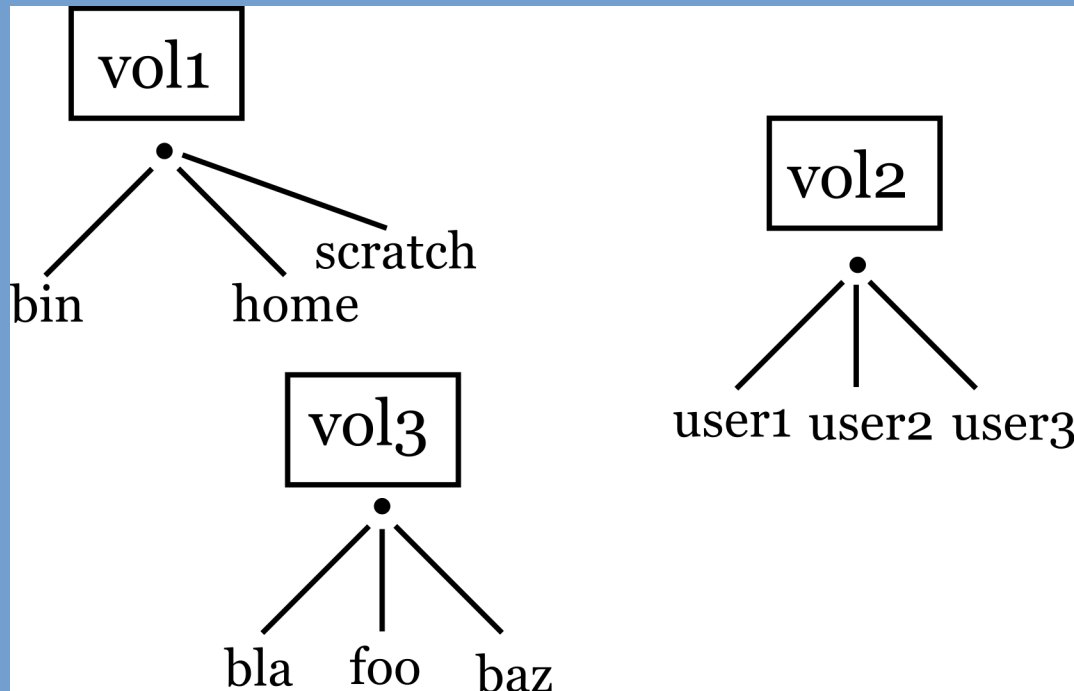 vol1
bin
home
scratch
vol2
user1 user2 user3
vol3
bla foo baz